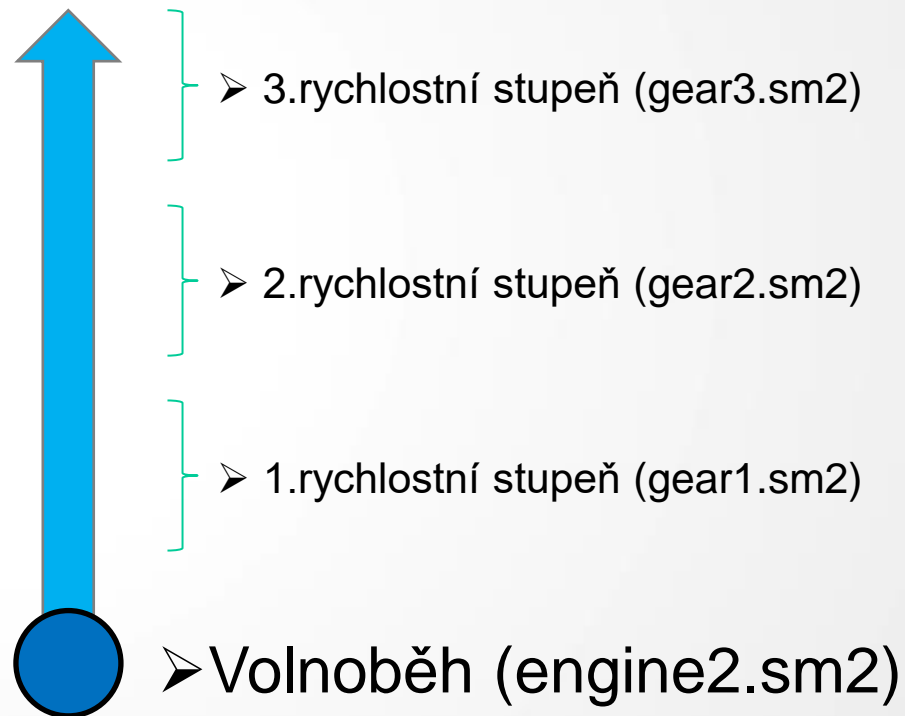 ➢ 3.rychlostní stupeň (gear3.sm2)
➢ 2.rychlostní stupeň (gear2.sm2)
➢ 1.rychlostní stupeň (gear1.sm2)
➢Volnoběh (engine2.sm2)